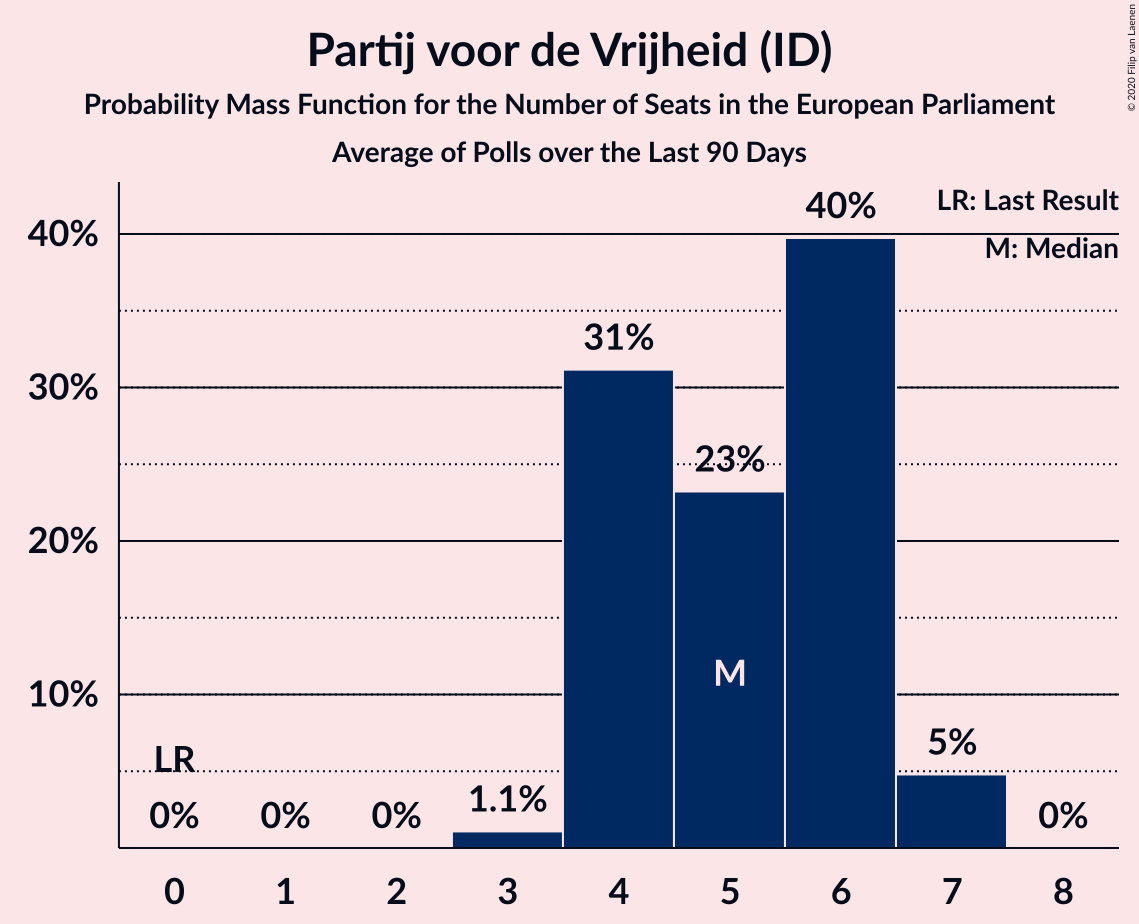 Partij voor de Vrijheid (ID)
Probability Mass Function for the Number of Seats in the European Parliament
Average of Polls over the Last 90 Days
© 2020 Filip van Laenen
LR: Last Result
M: Median
40%
30%
20%
10%
LR
0%
0%
0%
1.1%
31%
23%
M
40%
5%
0%
0
1
2
3
4
5
6
7
8